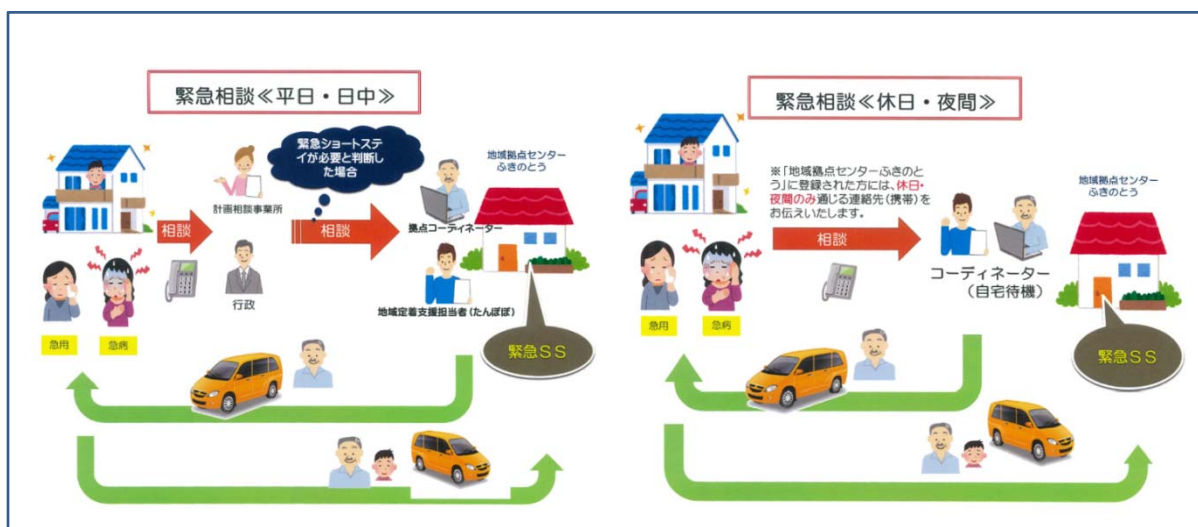 緊急相談≪平日・日中≫
緊急ショートステ
イが必要と判断し
た場合
地域拠点センター
ふきのとう
計画相談事業所
相談
相談
拠点コーディネーター
行政
地域定着支援担当者(たんぽぽ)
急用
急病
緊急SS
緊急相談≪休日・夜間≫
※「地域拠点センターふきのと
う」に登録された方には、休日・
夜間のみ通じる連絡先(携帯)を
お伝えいたします。
地域拠点センター
ふきのとう
相談
コーディネーター
(自宅待機)
急用
急病
緊急SS